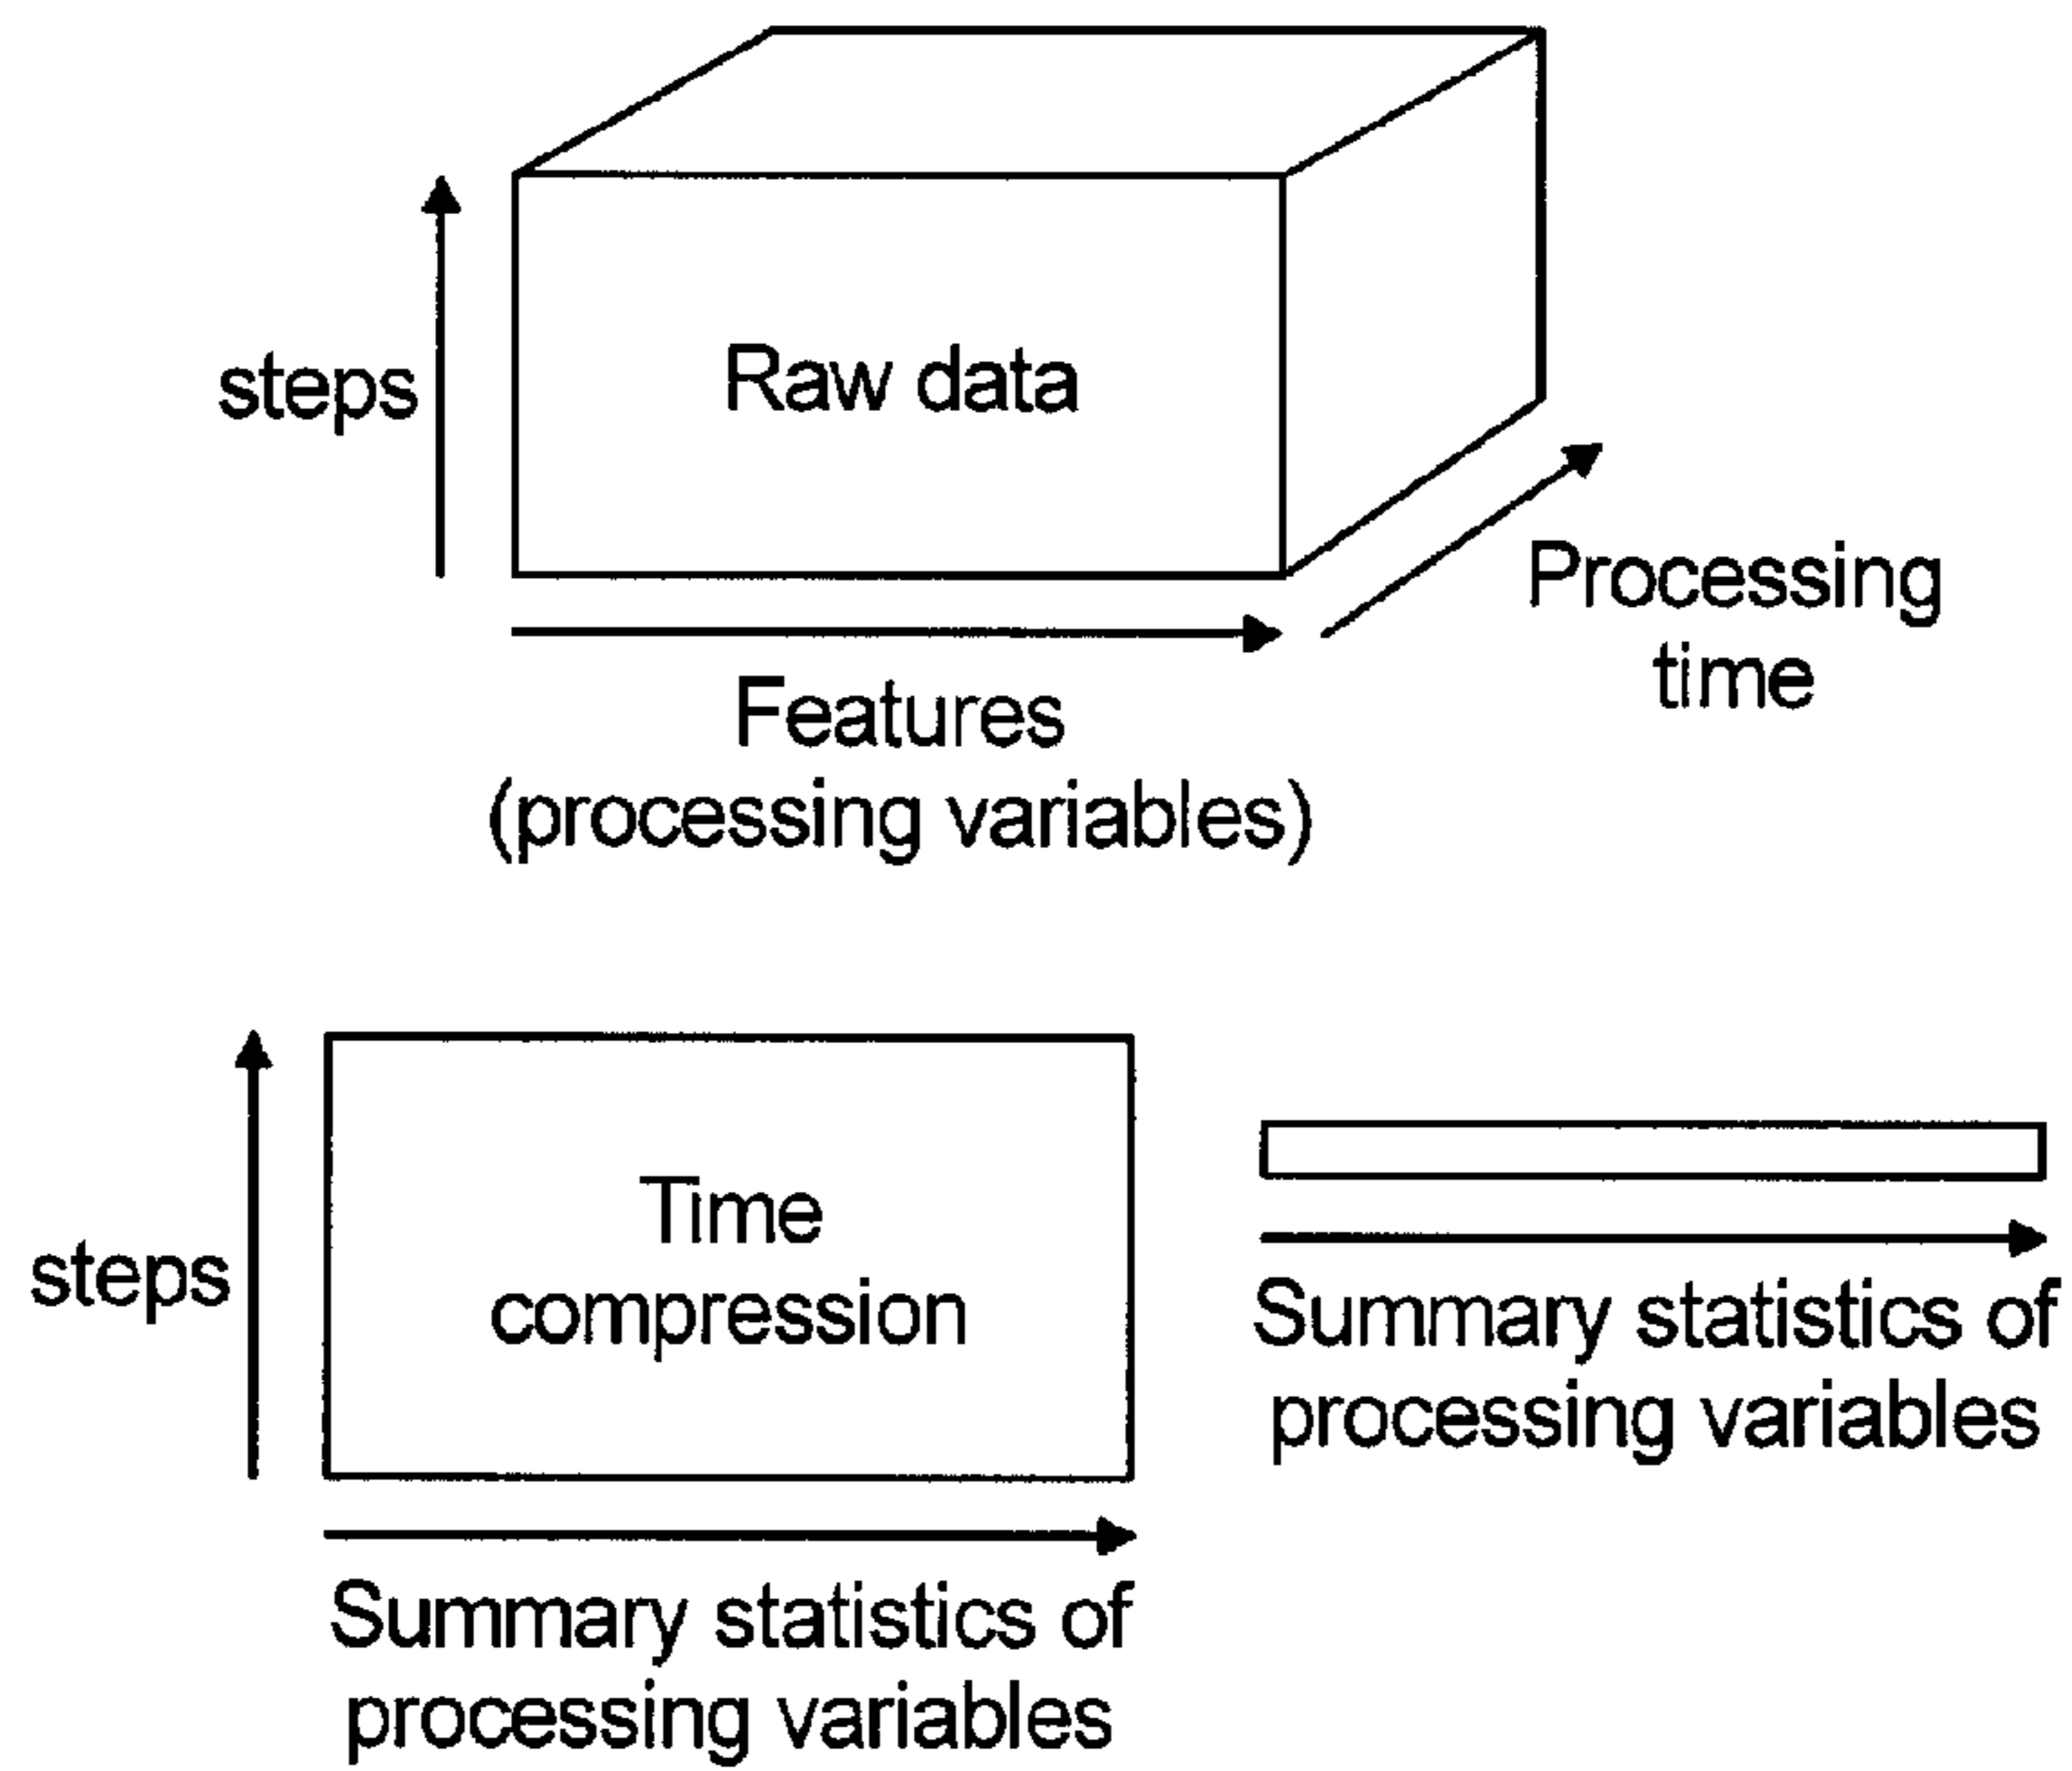 steps
Raw data
Processing
time
Features
(processing variables)
steps
Time
compression
Summary statistics of
processing variables
Summary statistics of
processing variables